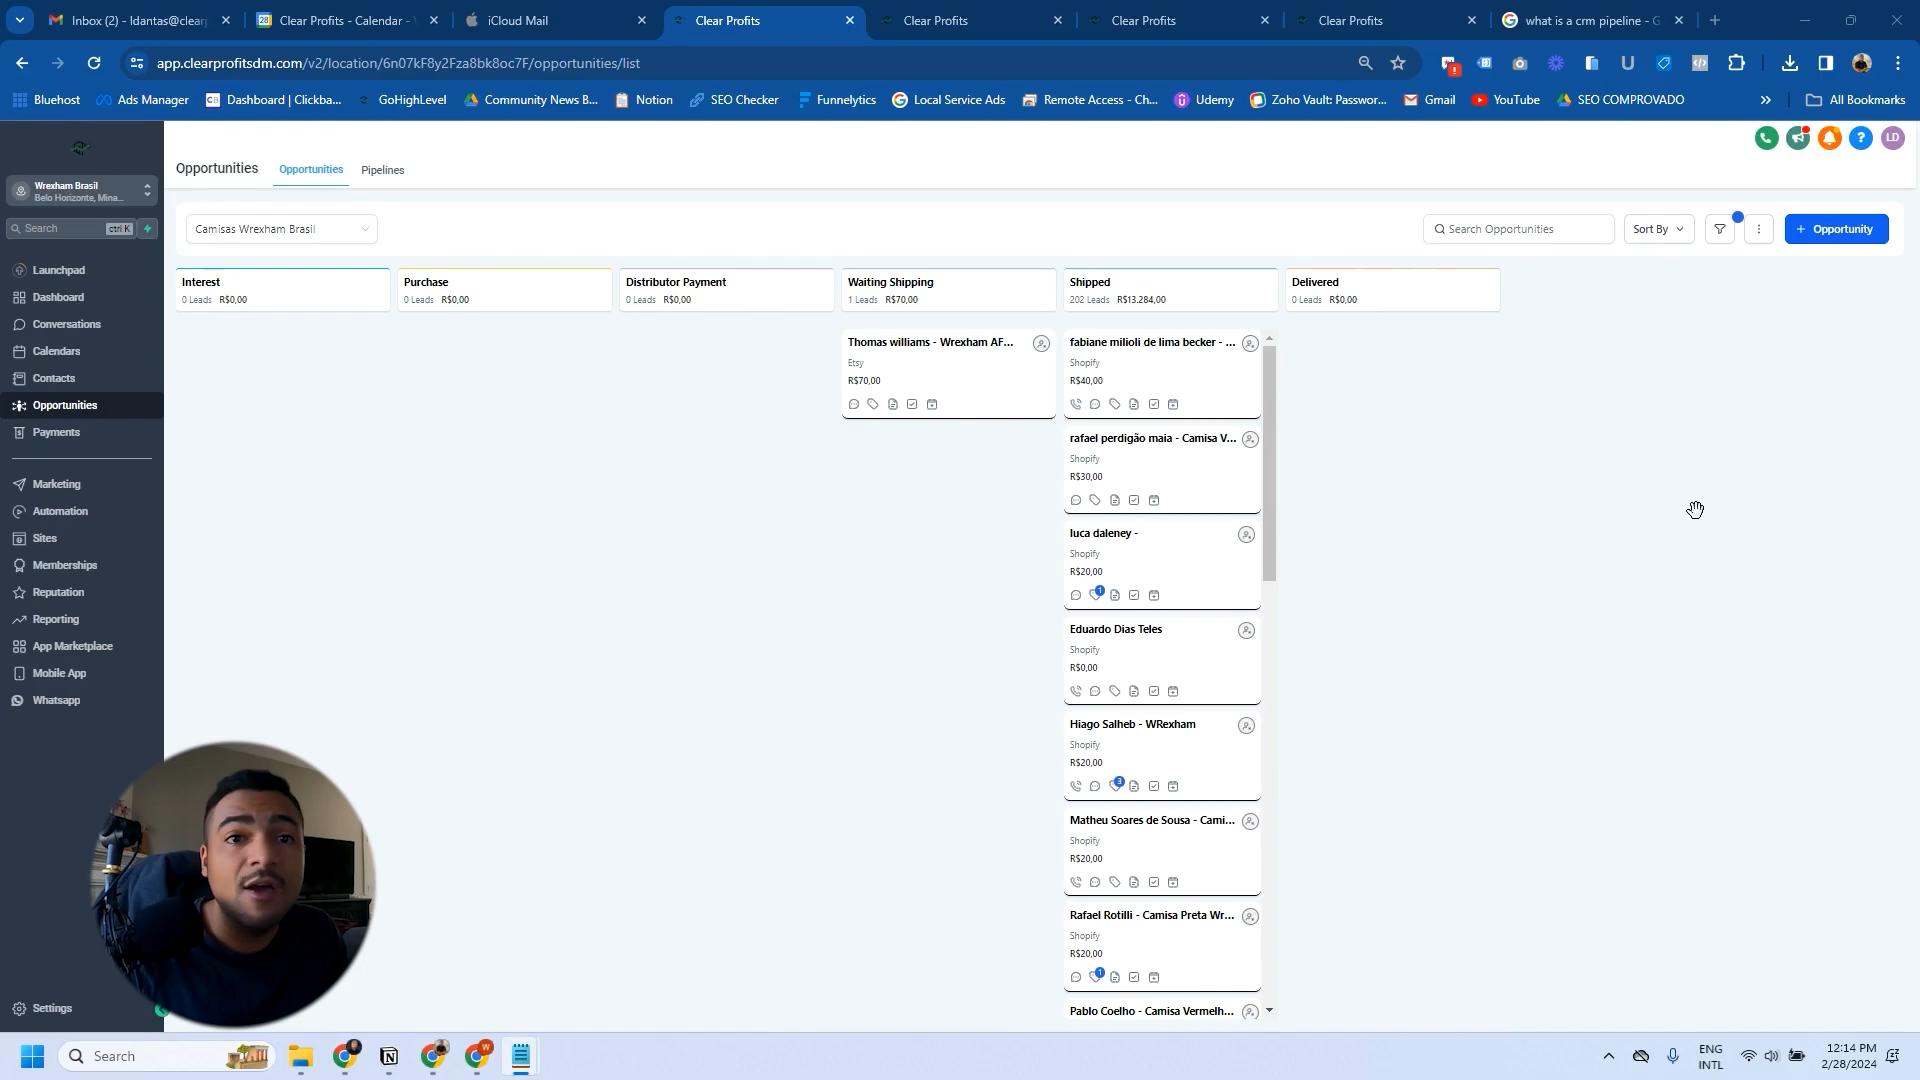 Inbox (2) - ldantas@clear
Clear Profits - Calendar -
iCloud Mail
Clear Profits
Clear Profits
Clear Profits
Clear Profits
what is a crm pipeline - G
app.clearprofitsdm.com/v2/location/6n07kF8y2Fza8bk8oc7F/opportunities/list
Bluehost
Ads Manager
CB
Dashboard | Clickba...
GoHighLevel
Community News B...
Notion
SEO Checker
Funnelytics
Local Service Ads
Remote Access - Ch...
Udemy
Zoho Vault: Passwor...
Gmail
YouTube
SEO COMPROVADO
All Bookmarks
LD
Opportunities
Opportunities
Pipelines
Wrexham Brasil
Belo Horizonte, Mina...
Search
ctrl K
Launchpad
Dashboard
Conversations
Calendars
Contacts
Opportunities
Payments
Marketing
Automation
Sites
Memberships
Reputation
Reporting
App Marketplace
Mobile App
Whatsapp
Settings
Camisas Wrexham Brasil
Search Opportunities
Sort By
+ Opportunity
Interest
0 Leads R$0,00
Purchase
0 Leads R$0,00
Distributor Payment
0 Leads R$0,00
Waiting Shipping
1 Leads R$70,00
Shipped
202 Leads R$13.284,00
Delivered
0 Leads R$0,00
Thomas williams - Wrexham AF...
Etsy
R$70,00
fabiane milioli de lima becker - ...
Shopify
R$40,00
rafael perdigão maia - Camisa V...
Shopify
R$30,00
luca daleney -
Shopify
R$20,00
1
Eduardo Dias Teles
Shopify
R$0,00
Hiago Salheb - WRexham
Shopify
R$20,00
3
Matheu Soares de Sousa - Cami...
Shopify
R$20,00
Rafael Rotilli - Camisa Preta Wr...
Shopify
R$20,00
1
Pablo Coelho - Camisa Vermelh...
Search
ENG
INTL
12:14 PM
2/28/2024